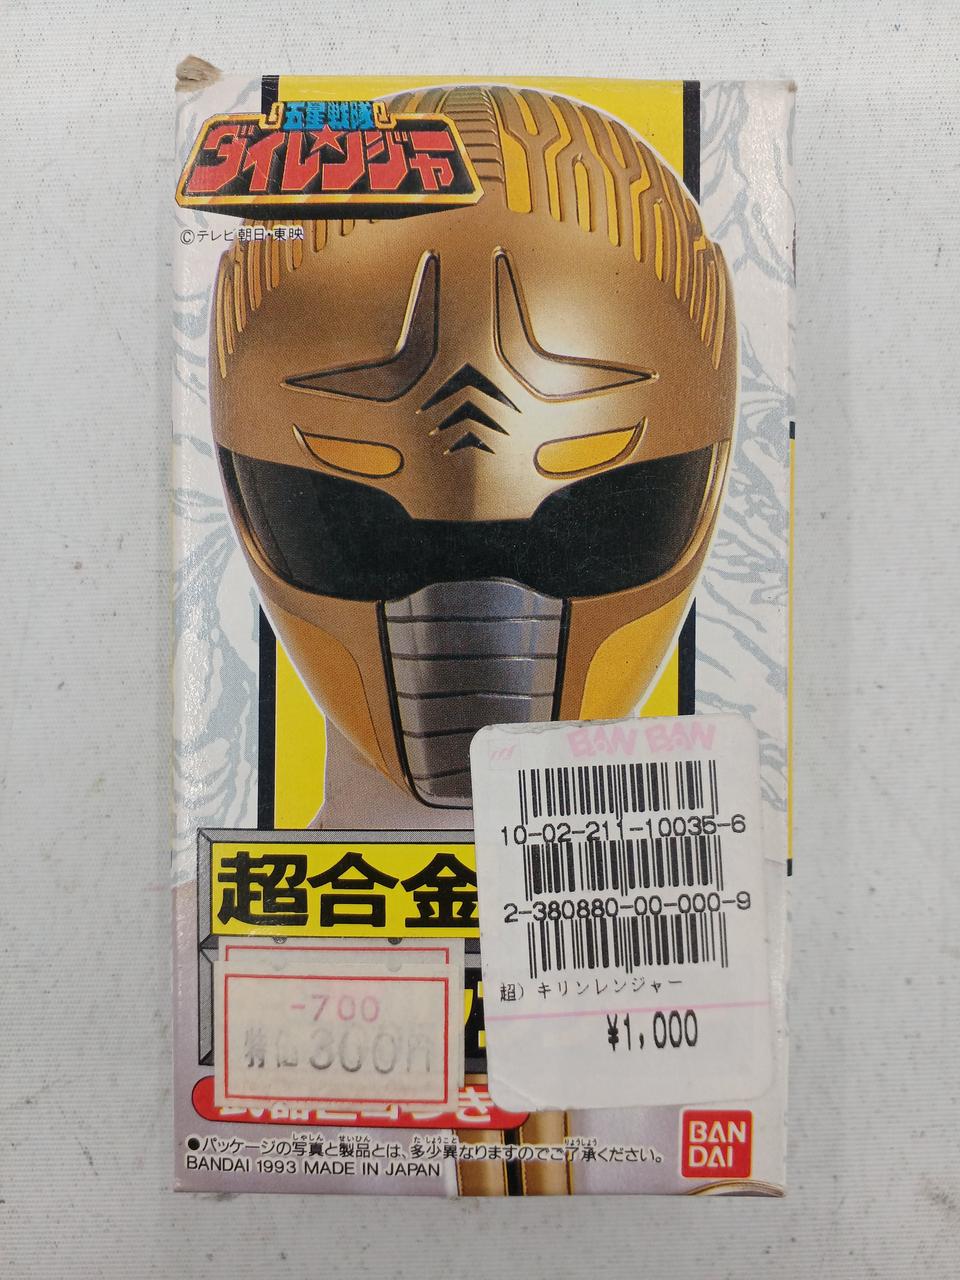 五星戦隊
ダイレンジャー
©テレビ朝日・東映
BAN BAN
10-02-211-10035-6
2-380880-00-000-9
超) キリンレンジャー
¥1,000
超合金
-700
特価300円
●パッケージの写真と製品とは、多少異なりますのでご了承ください。
BANDAI 1993 MADE IN JAPAN
BAN
DAI